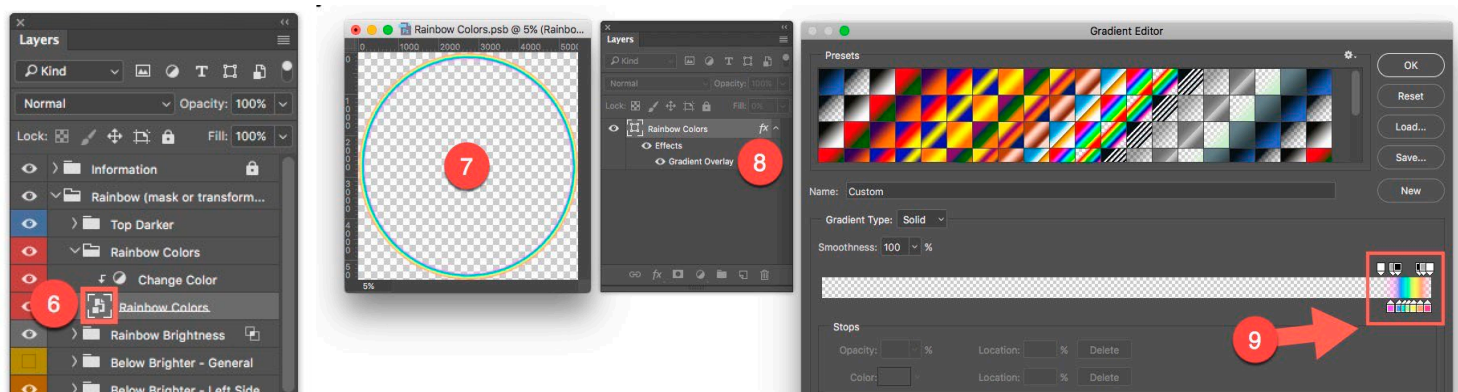 Layers
Kind
T
Normal
Opacity: 100%
Lock:
Fill: 100%
Information
Rainbow (mask or transform...
Top Darker
Rainbow Colors
Change Color
6
Rainbow Colors
Rainbow Brightness
Below Brighter - General
Below Brighter - Left Side
Rainbow Colors.psb @ 5% (Rainbo...
0 1000 2000 3000 4000 5000
7
5%
Layers
Kind
T
Normal
Opacity: 100%
Lock:
Fill: 0%
Rainbow Colors fx
Effects
Gradient Overlay
8
fx
Gradient Editor
Presets
OK
Reset
Load...
Save...
Name: Custom
New
Gradient Type: Solid
Smoothness: 100 %
9
Stops
Opacity: % Location: % Delete
Color: Location: % Delete